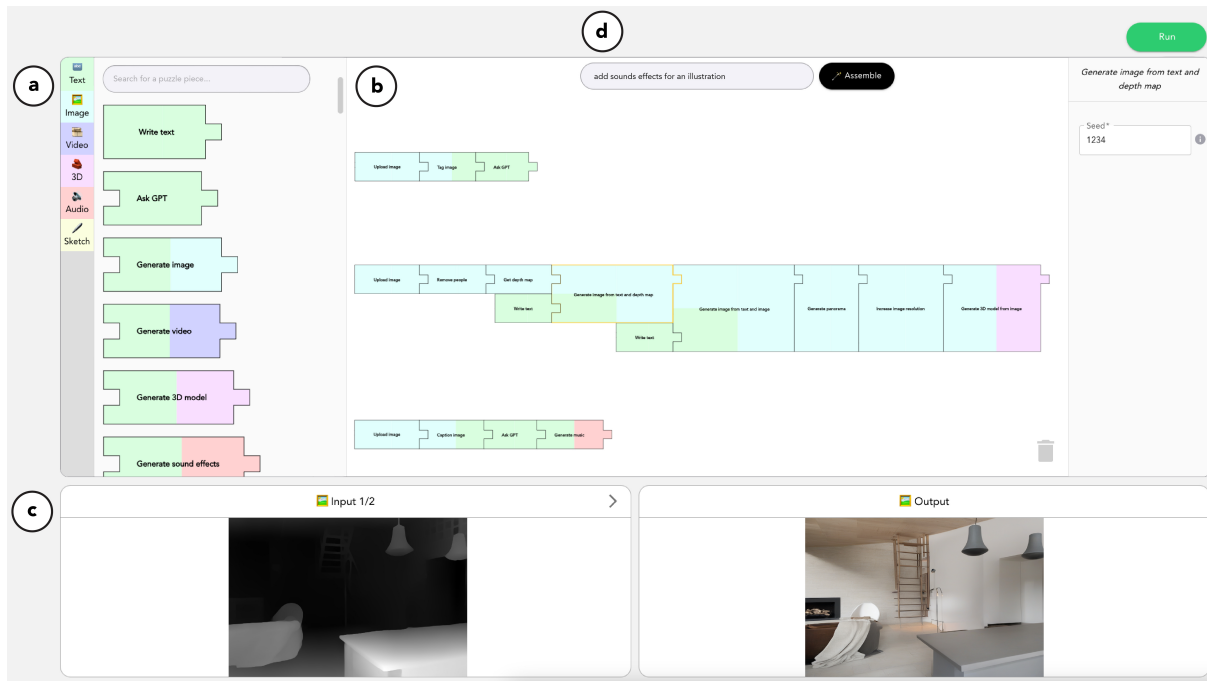 d
Run
a
Text
Image
Video
3D
Audio
Sketch
Search for a puzzle piece...
Write text
Ask GPT
Generate image
Generate video
Generate 3D model
Generate sound effects
b
add sounds effects for an illustration
Assemble
Upload image
Tag image
Ask GPT
Upload image
Remove people
Get depth map
Generate image from text and depth map
Write text
Generate image from text and image
Generate panorama
Increase image resolution
Generate 3D model from image
Write text
Upload image
Caption image
Ask GPT
Generate music
Generate image from text and
depth map
Seed*
1234
c
Input 1/2
Output